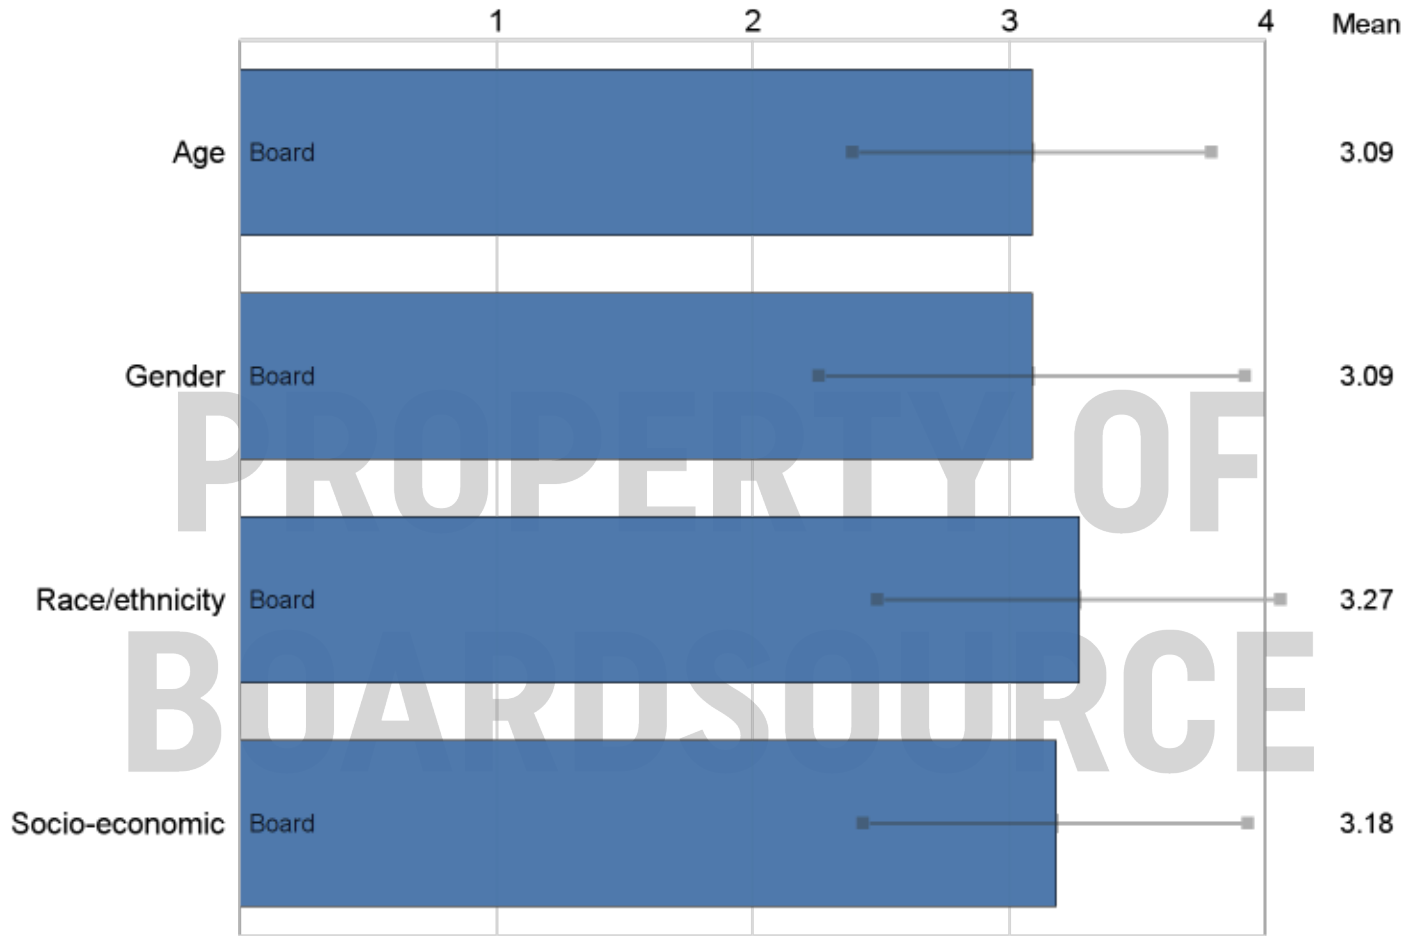 1 2 3 4 Mean
Age Board 3.09
Gender Board 3.09
PROPERTY OF
Race/ethnicity Board 3.27
BOARDSOURCE
Socio-economic Board 3.18